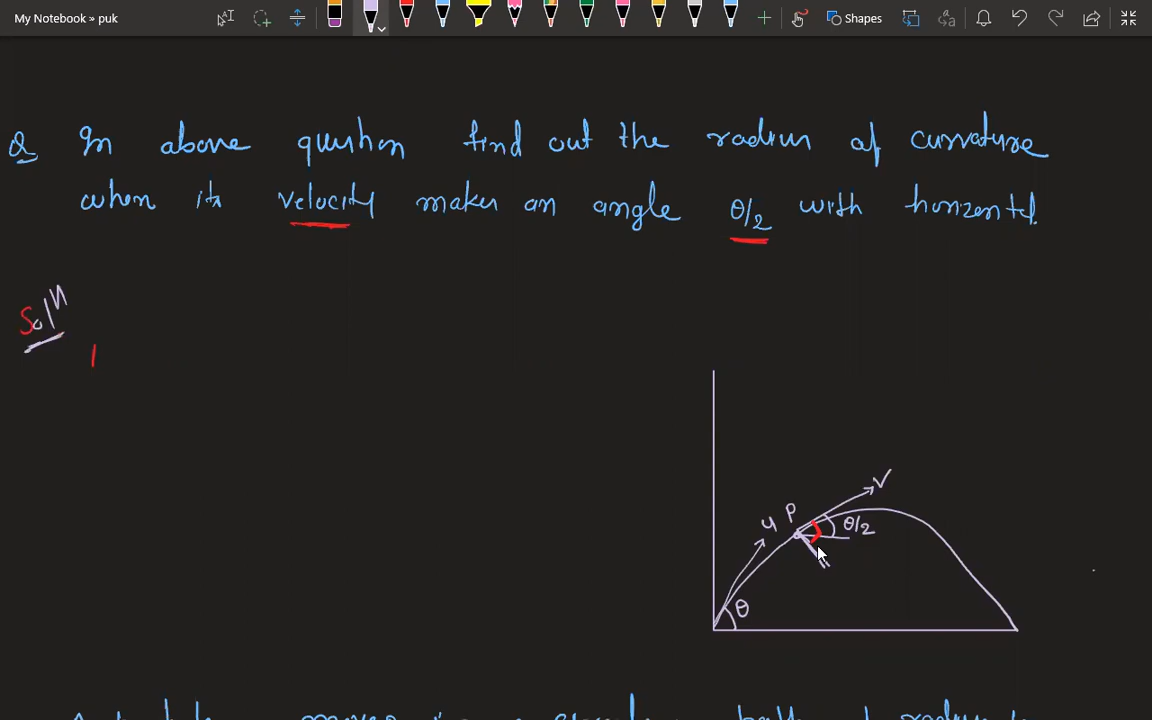 My Notebook » puk
Shapes
Q In above question find out the radius of curvature
when its velocity makes an angle θ/2 with horizontal.
Solⁿ
u P V
θ/2
θ